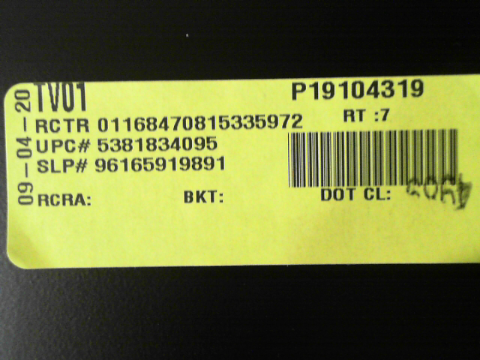 09-04-20
TV01 P19104319
RCTR 01168470815335972 RT :7
UPC# 5381834095
SLP# 96165919891
RCRA: BKT: DOT CL: